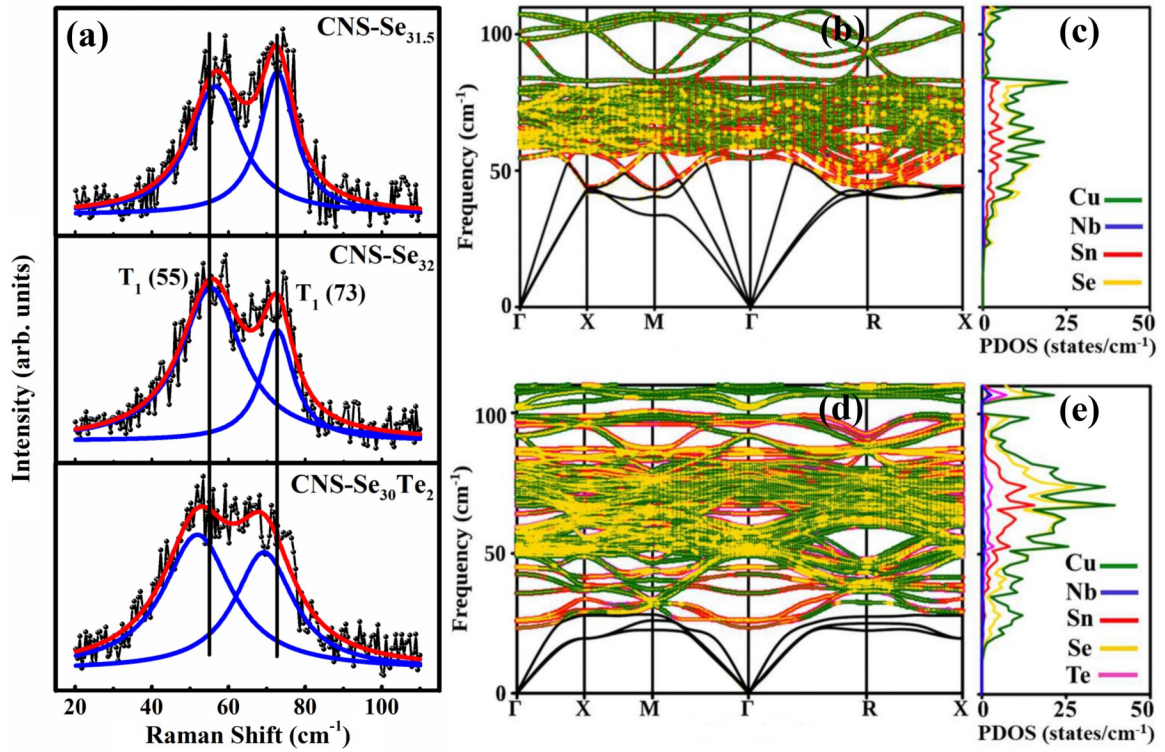 (a)
CNS-Se31.5
CNS-Se32
T1 (55)
T1 (73)
CNS-Se30Te2
Intensity (arb. units)
20 40 60 80 100
Raman Shift (cm-1)
(b)
Frequency (cm-1)
100
50
0
Γ X M Γ R X
(c)
Cu
Nb
Sn
Se
0 25 50
PDOS (states/cm-1)
(d)
Frequency (cm-1)
100
50
0
Γ X M Γ R X
(e)
Cu
Nb
Sn
Se
Te
0 25 50
PDOS (states/cm-1)